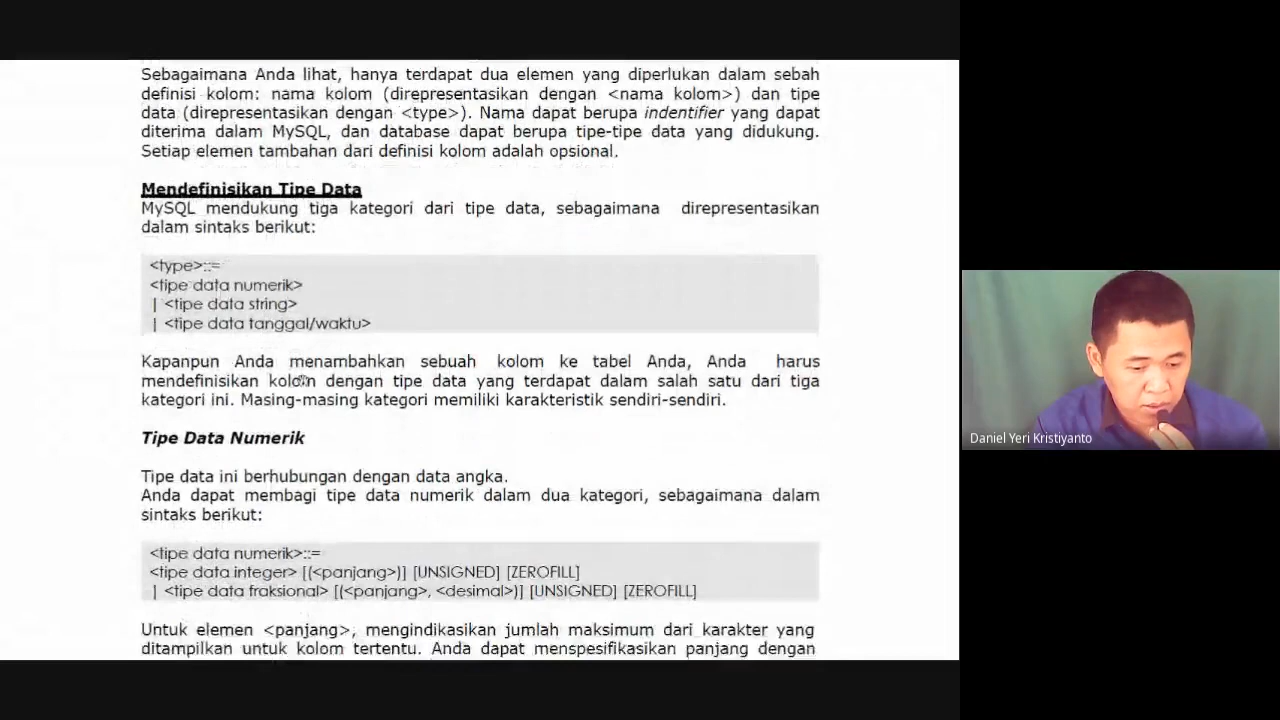 Sebagaimana Anda lihat, hanya terdapat dua elemen yang diperlukan dalam sebah
definisi kolom: nama kolom (direpresentasikan dengan <nama kolom>) dan tipe
data (direpresentasikan dengan <type>). Nama dapat berupa indentifier yang dapat
diterima dalam MySQL, dan database dapat berupa tipe-tipe data yang didukung.
Setiap elemen tambahan dari definisi kolom adalah opsional.
Mendefinisikan Tipe Data
MySQL mendukung tiga kategori dari tipe data, sebagaimana direpresentasikan
dalam sintaks berikut:
<type>::=
<tipe data numerik>
| <tipe data string>
| <tipe data tanggal/waktu>
Kapanpun Anda menambahkan sebuah kolom ke tabel Anda, Anda harus
mendefinisikan kolom dengan tipe data yang terdapat dalam salah satu dari tiga
kategori ini. Masing-masing kategori memiliki karakteristik sendiri-sendiri.
Tipe Data Numerik
Tipe data ini berhubungan dengan data angka.
Anda dapat membagi tipe data numerik dalam dua kategori, sebagaimana dalam
sintaks berikut:
<tipe data numerik>::=
<tipe data integer> [(<panjang>)] [UNSIGNED] [ZEROFILL]
| <tipe data fraksional> [(<panjang>, <desimal>)] [UNSIGNED] [ZEROFILL]
Untuk elemen <panjang>, mengindikasikan jumlah maksimum dari karakter yang
ditampilkan untuk kolom tertentu. Anda dapat menspesifikasikan panjang dengan
Daniel Yeri Kristiyanto